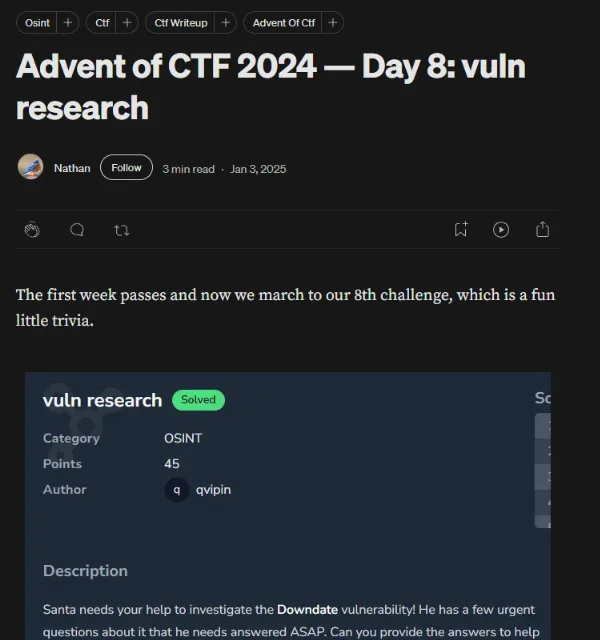 Osint + Ctf + Ctf Writeup + Advent Of Ctf +
Advent of CTF 2024 — Day 8: vuln
research
Nathan Follow 3 min read · Jan 3, 2025
The first week passes and now we march to our 8th challenge, which is a fun
little trivia.
vuln research Solved
Category OSINT
Points 45
Author q qvipin
Description
Santa needs your help to investigate the Downdate vulnerability! He has a few urgent
questions about it that he needs answered ASAP. Can you provide the answers to help